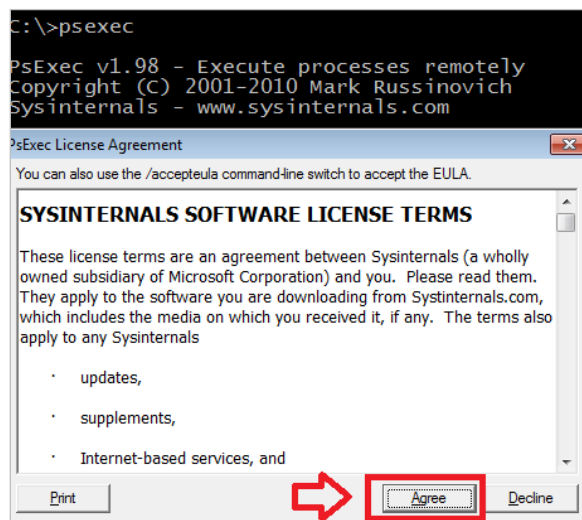 C:\>psexec
PsExec v1.98 - Execute processes remotely
Copyright (C) 2001-2010 Mark Russinovich
Sysinternals - www.sysinternals.com
PsExec License Agreement
You can also use the /accepteula command-line switch to accept the EULA.
SYSINTERNALS SOFTWARE LICENSE TERMS
These license terms are an agreement between Sysinternals (a wholly
owned subsidiary of Microsoft Corporation) and you.  Please read them.
They apply to the software you are downloading from Systinternals.com,
which includes the media on which you received it, if any.  The terms also
apply to any Sysinternals
· updates,
· supplements,
· Internet-based services, and
Print Agree Decline